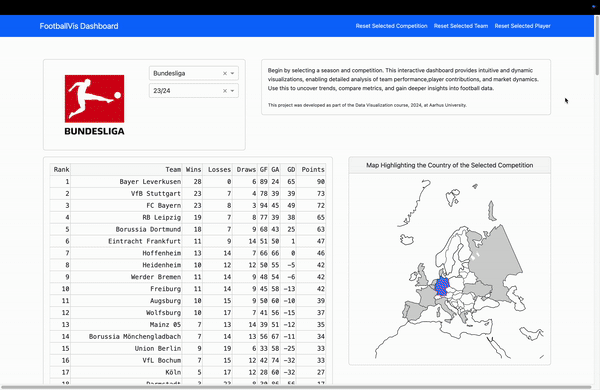 FootballVis Dashboard
Reset Selected Competition Reset Selected Team Reset Selected Player
BUNDESLIGA
Bundesliga
23/24
Begin by selecting a season and competition. This interactive dashboard provides intuitive and dynamic
visualizations, enabling detailed analysis of team performance,player contributions, and market dynamics.
Use this to uncover trends, compare metrics, and gain deeper insights into football data.
This project was developed as part of the Data Visualization course, 2024, at Aarhus University.
Rank Team Wins Losses Draws GF GA GD Points
1 Bayer Leverkusen 28 0 6 89 24 65 90
2 VfB Stuttgart 23 7 4 78 39 39 73
3 FC Bayern 23 8 3 94 45 49 72
4 RB Leipzig 19 7 8 77 39 38 65
5 Borussia Dortmund 18 7 9 68 43 25 63
6 Eintracht Frankfurt 11 9 14 51 50 1 47
7 Hoffenheim 13 14 7 66 66 0 46
8 Heidenheim 10 12 12 50 55 −5 42
9 Werder Bremen 11 14 9 48 54 −6 42
10 Freiburg 11 14 9 45 58 −13 42
11 Augsburg 10 15 9 50 60 −10 39
12 Wolfsburg 10 17 7 41 56 −15 37
13 Mainz 05 7 13 14 39 51 −12 35
14 Borussia Mönchengladbach 7 14 13 56 67 −11 34
15 Union Berlin 9 19 6 33 58 −25 33
16 VfL Bochum 7 15 12 42 74 −32 33
17 Köln 5 17 12 28 60 −32 27
18 Darmstadt 3 23 8 30 86 −56 17
Map Highlighting the Country of the Selected Competition